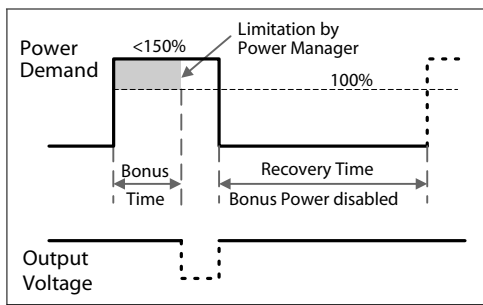 <150%
Limitation by
Power Manager
Power
Demand
100%
Bonus
Time
Recovery Time
Bonus Power disabled
Output
Voltage